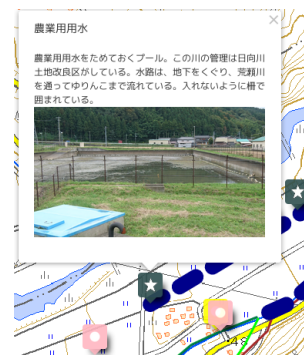 農業用用水
農業用用水をためておくプール。この川の管理は日向川
土地改良区がしている。水路は、地下をくぐり、荒瀬川
を通ってゆりんこまで流れている。入れないように柵で
囲まれている。